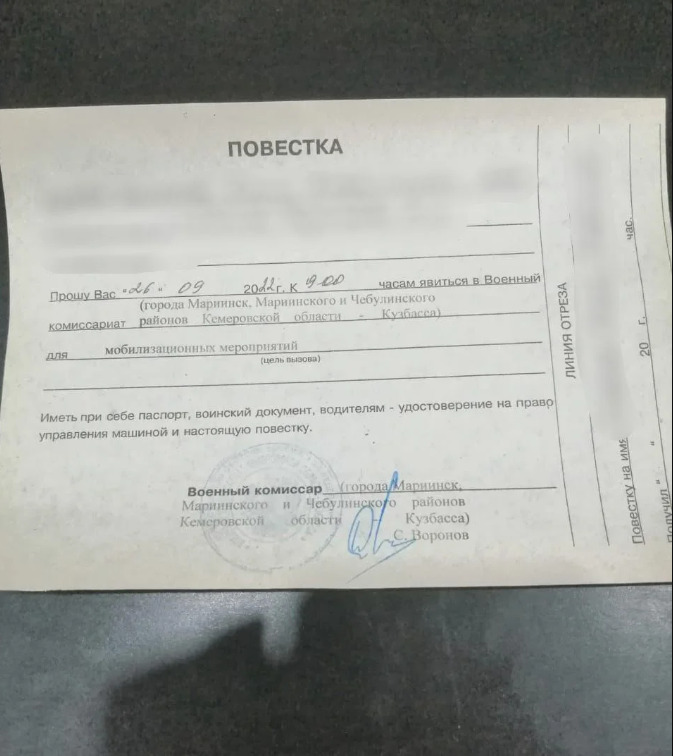 ПОВЕСТКА
Прошу Вас "26" 09 2022г. к 9-00 часам явиться в Военный
(города Мариинск, Мариинского и Чебулинского
комиссариат районов Кемеровской области - Кузбасса)
для мобилизационных мероприятий
(цель вызова)
Иметь при себе паспорт, воинский документ, водителям - удостоверение на право
управления машиной и настоящую повестку.
Военный комиссар (города Мариинск,
Мариинского и Чебулинского районов
Кемеровской области Кузбасса)
С. Воронов
ЛИНИЯ ОТРЕЗА
Повестку на имя
час.
20 г.
Получил " "